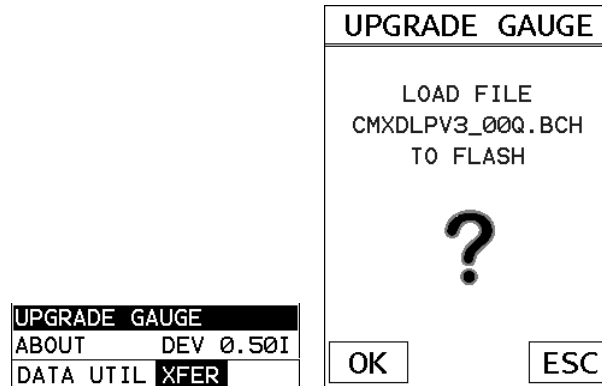 UPGRADE GAUGE
ABOUT DEV 0.50I
DATA UTIL XFER
UPGRADE GAUGE
LOAD FILE
CMXDLPV3_00Q.BCH
TO FLASH
?
OK ESC